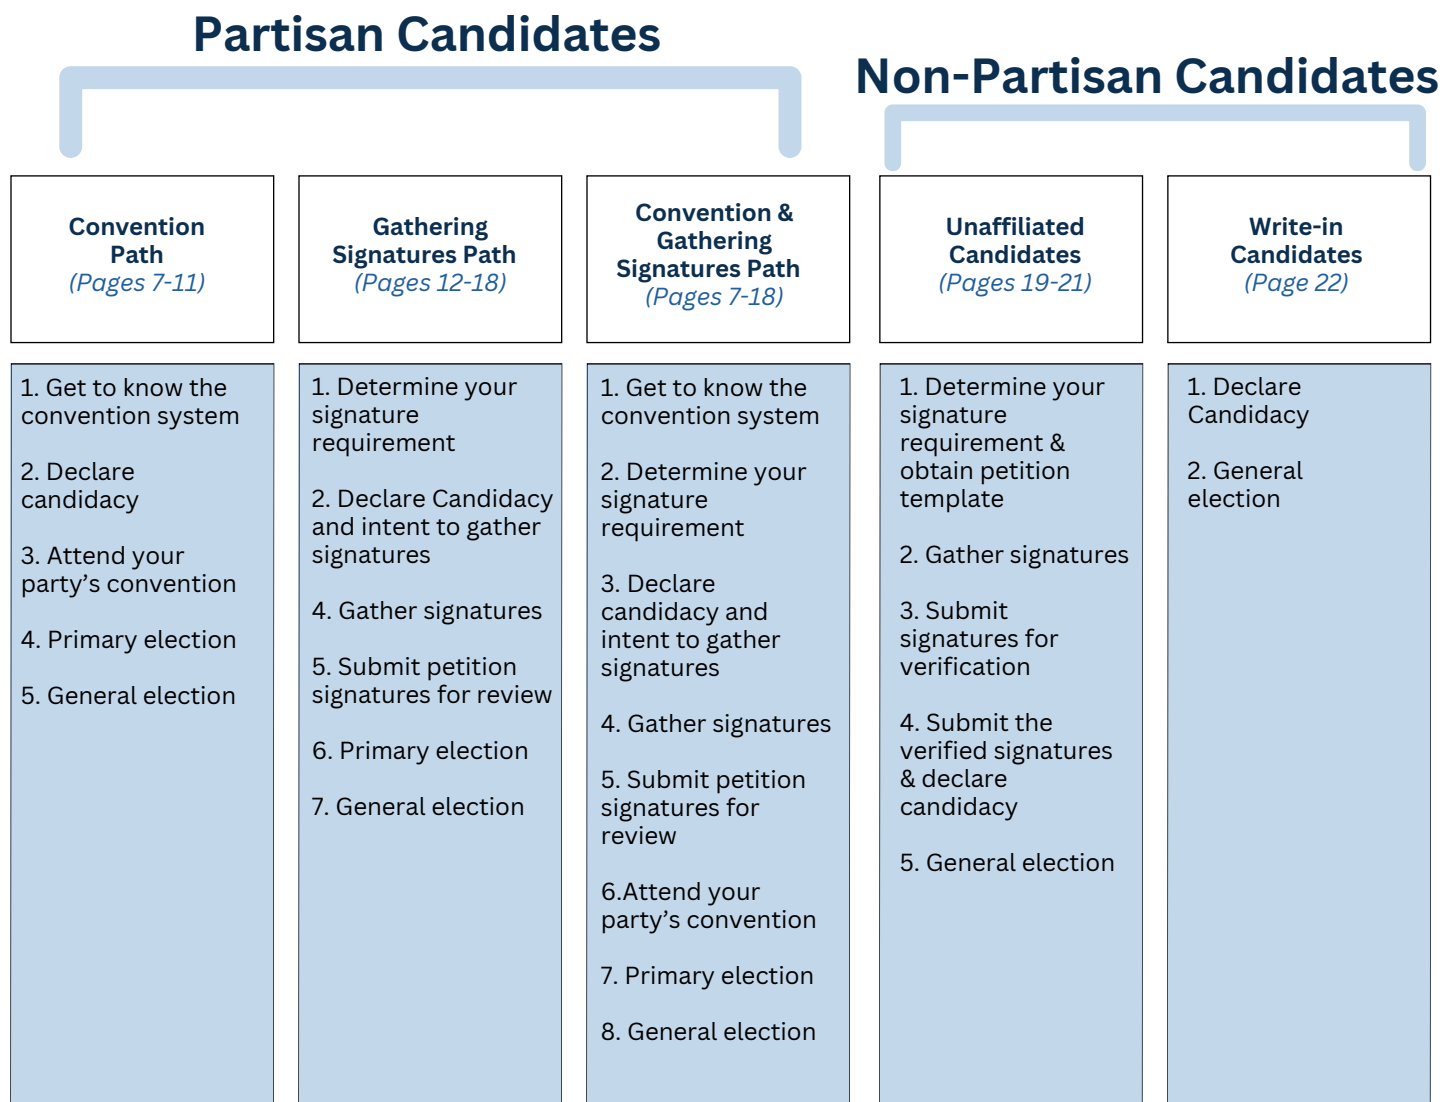 Partisan Candidates
Non-Partisan Candidates
Convention
Path
(Pages 7-11)
Gathering
Signatures Path
(Pages 12-18)
Convention &
Gathering
Signatures Path
(Pages 7-18)
Unaffiliated
Candidates
(Pages 19-21)
Write-in
Candidates
(Page 22)
1. Get to know the
convention system
2. Declare
candidacy
3. Attend your
party’s convention
4. Primary election
5. General election
1. Determine your
signature
requirement
2. Declare Candidacy
and intent to gather
signatures
4. Gather signatures
5. Submit petition
signatures for review
6. Primary election
7. General election
1. Get to know the
convention system
2. Determine your
signature
requirement
3. Declare
candidacy and
intent to gather
signatures
4. Gather signatures
5. Submit petition
signatures for
review
6.Attend your
party’s convention
7. Primary election
8. General election
1. Determine your
signature
requirement &
obtain petition
template
2. Gather signatures
3. Submit
signatures for
verification
4. Submit the
verified signatures
& declare
candidacy
5. General election
1. Declare
Candidacy
2. General
election